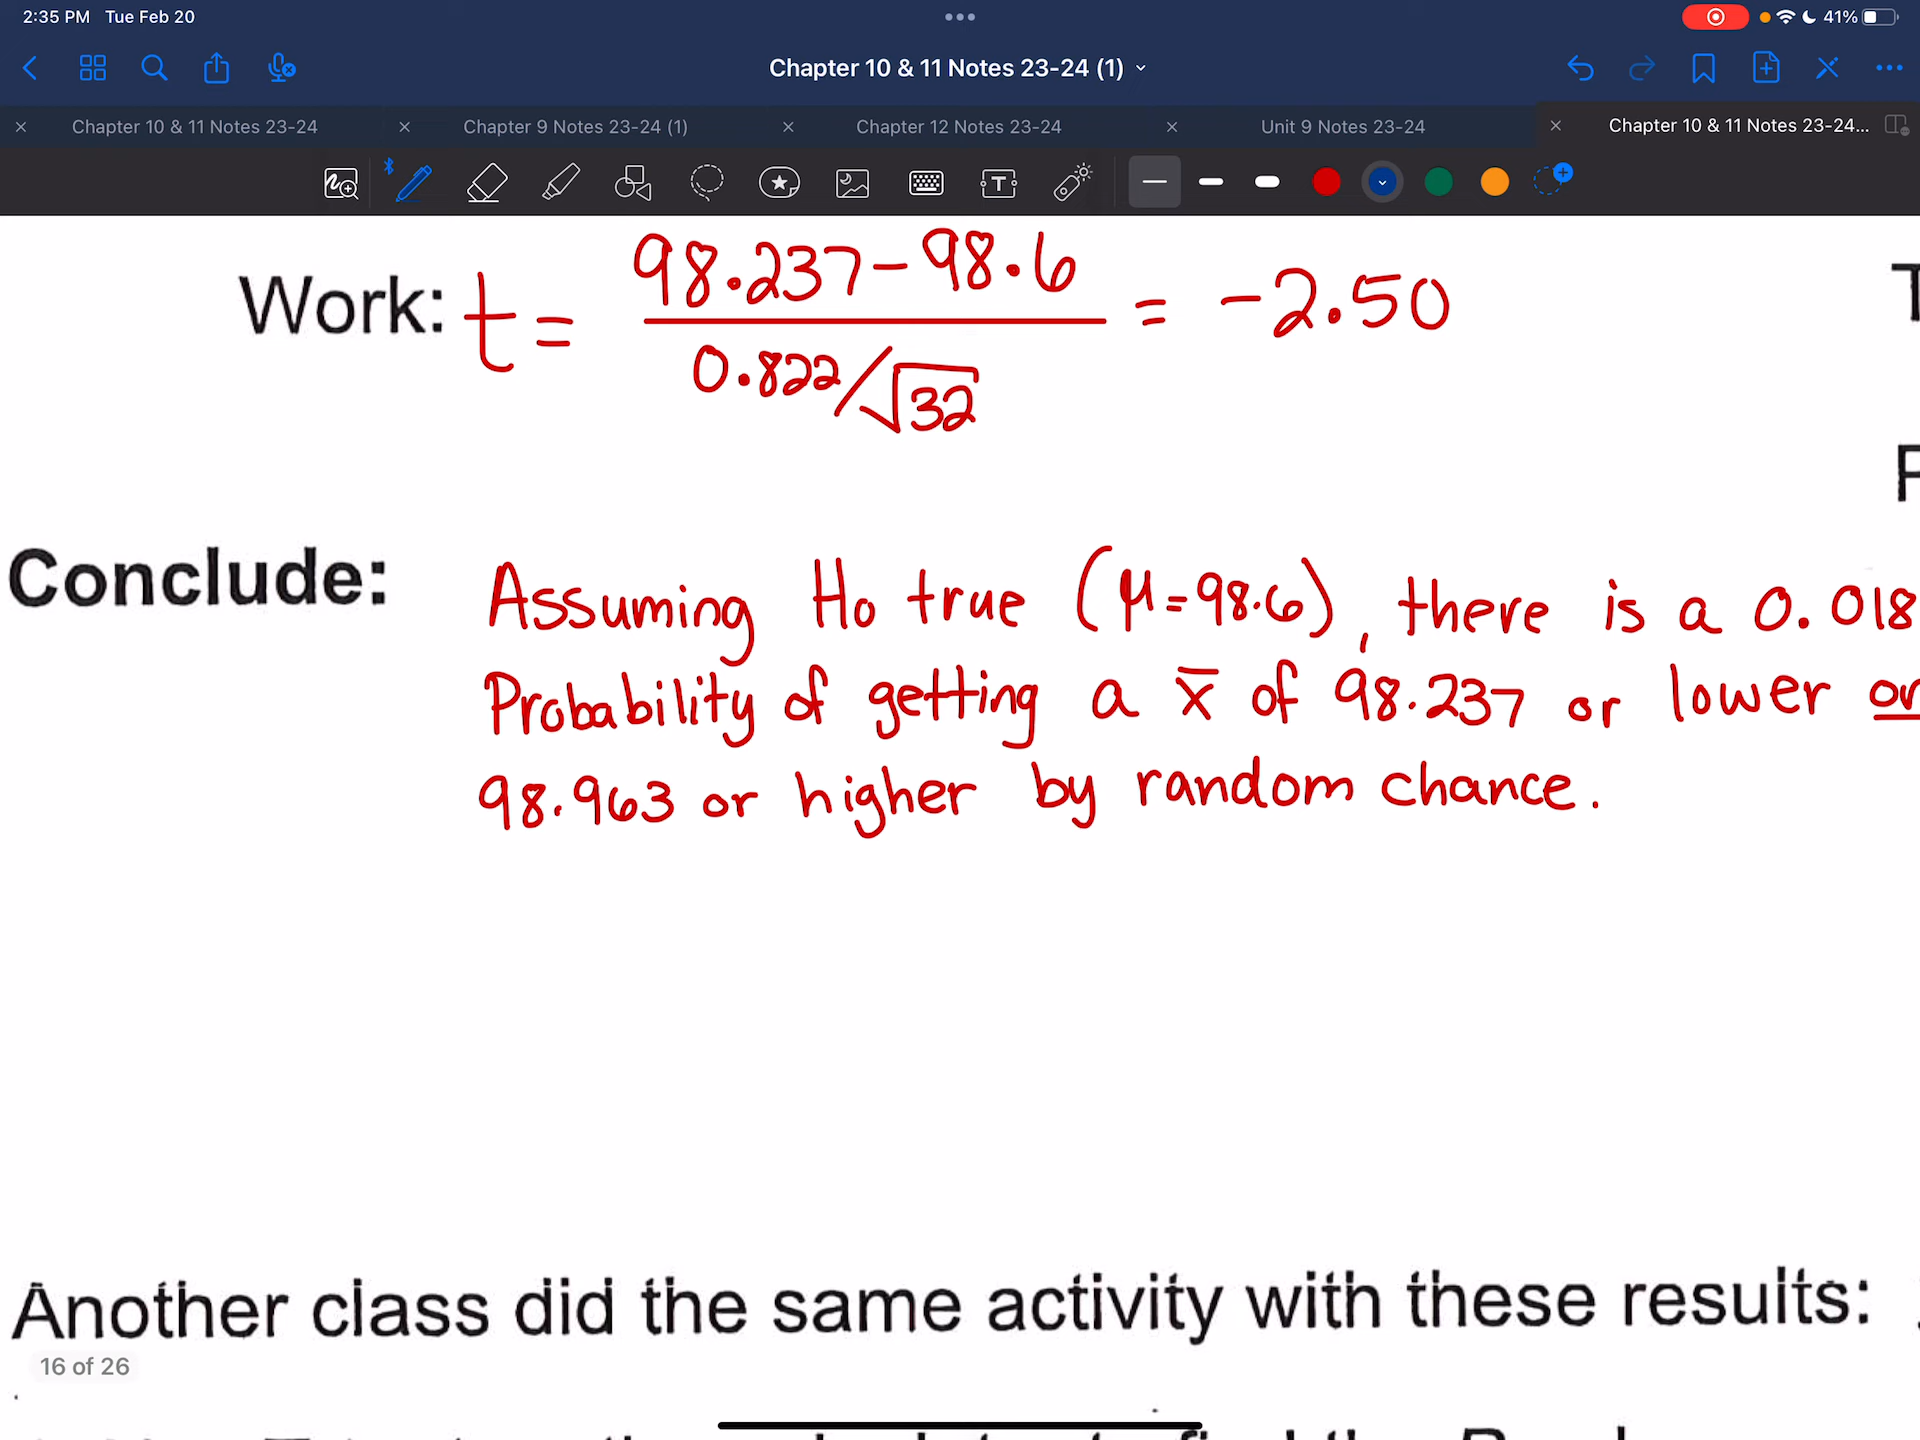 2:35 PM Tue Feb 20
41%
Chapter 10 & 11 Notes 23-24 (1)
Chapter 10 & 11 Notes 23-24
Chapter 9 Notes 23-24 (1)
Chapter 12 Notes 23-24
Unit 9 Notes 23-24
Chapter 10 & 11 Notes 23-24...
Work: t = 98.237-98.6 / 0.822/√32 = -2.50
Conclude: Assuming Ho true (μ=98.6), there is a 0.018
Probability of getting a x̄ of 98.237 or lower or
98.963 or higher by random chance.
Another class did the same activity with these results:
16 of 26